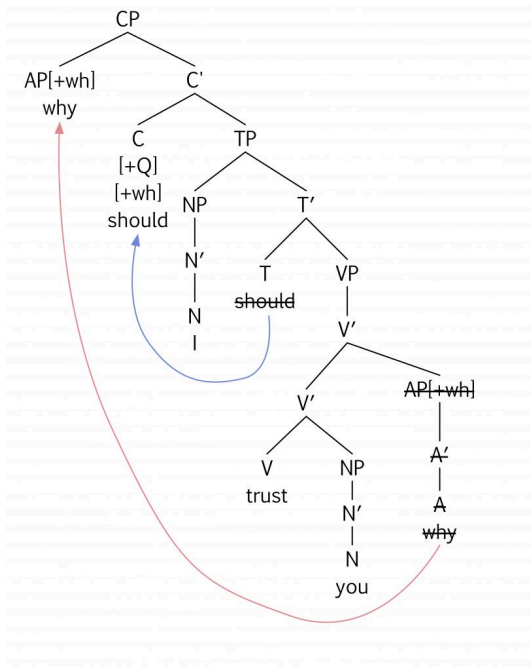 CP
AP[+wh] C'
why
C TP
[+Q]
[+wh]
should
NP T′
N′ T VP
should
N V′
I
V′ AP[+wh]
A′
V NP
trust
A
N′ why
N
you